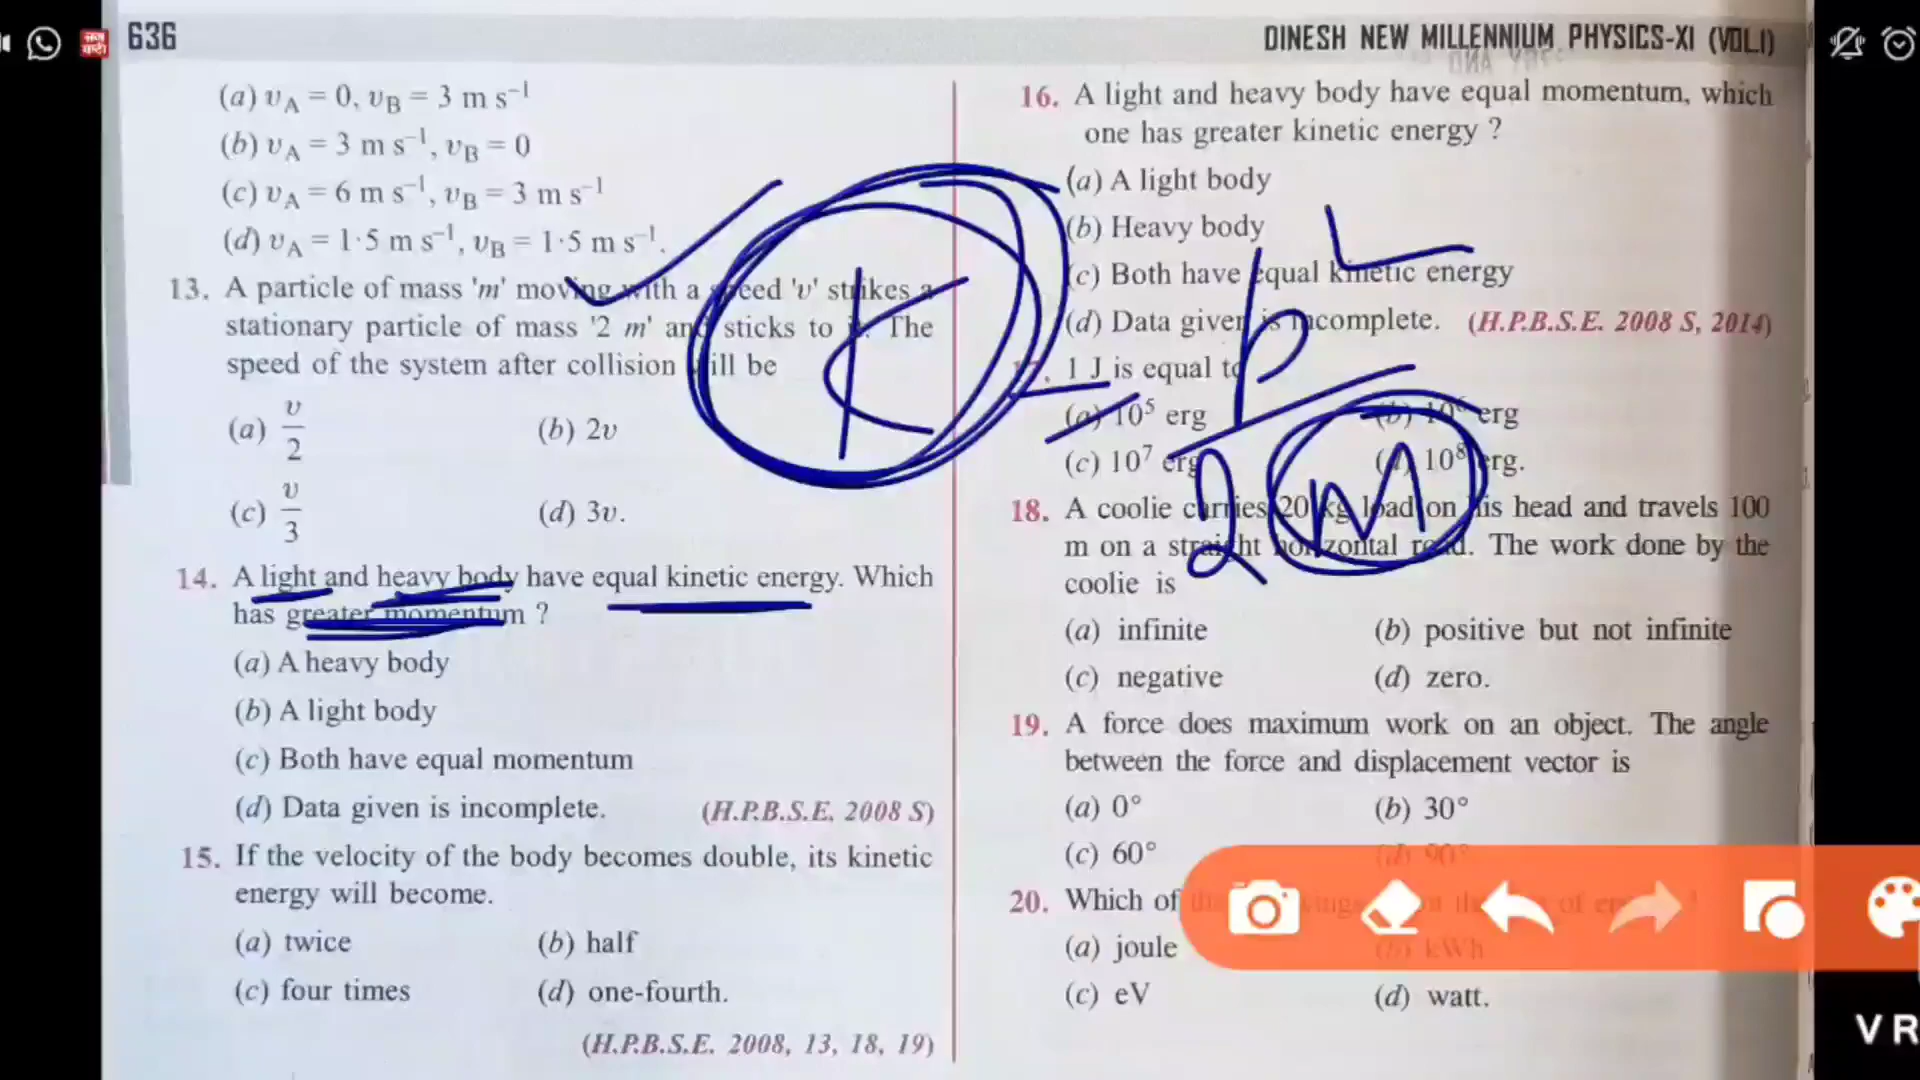 636
DINESH NEW MILLENNIUM PHYSICS-XI (VOL.I)
(a) v_A = 0, v_B = 3 m s⁻¹
(b) v_A = 3 m s⁻¹, v_B = 0
(c) v_A = 6 m s⁻¹, v_B = 3 m s⁻¹
(d) v_A = 1·5 m s⁻¹, v_B = 1·5 m s⁻¹.
13. A particle of mass 'm' moving with a speed 'v' strikes a
stationary particle of mass '2 m' and sticks to it. The
speed of the system after collision will be
(a) v/2 (b) 2v
(c) v/3 (d) 3v.
14. A light and heavy body have equal kinetic energy. Which
has greater momentum ?
(a) A heavy body
(b) A light body
(c) Both have equal momentum
(d) Data given is incomplete. (H.P.B.S.E. 2008 S)
15. If the velocity of the body becomes double, its kinetic
energy will become.
(a) twice (b) half
(c) four times (d) one-fourth.
(H.P.B.S.E. 2008, 13, 18, 19)
16. A light and heavy body have equal momentum, which
one has greater kinetic energy ?
(a) A light body
(b) Heavy body
(c) Both have equal kinetic energy
(d) Data given is incomplete. (H.P.B.S.E. 2008 S, 2014)
1 J is equal to
(a) 10⁵ erg (b) 10⁶ erg
(c) 10⁷ erg (d) 10⁸ erg.
18. A coolie carries 20 kg load on his head and travels 100
m on a straight horizontal road. The work done by the
coolie is
(a) infinite (b) positive but not infinite
(c) negative (d) zero.
19. A force does maximum work on an object. The angle
between the force and displacement vector is
(a) 0° (b) 30°
(c) 60° (d) 90°
20. Which of
(a) joule (b) kWh
(c) eV (d) watt.
K
p
2 m
V R